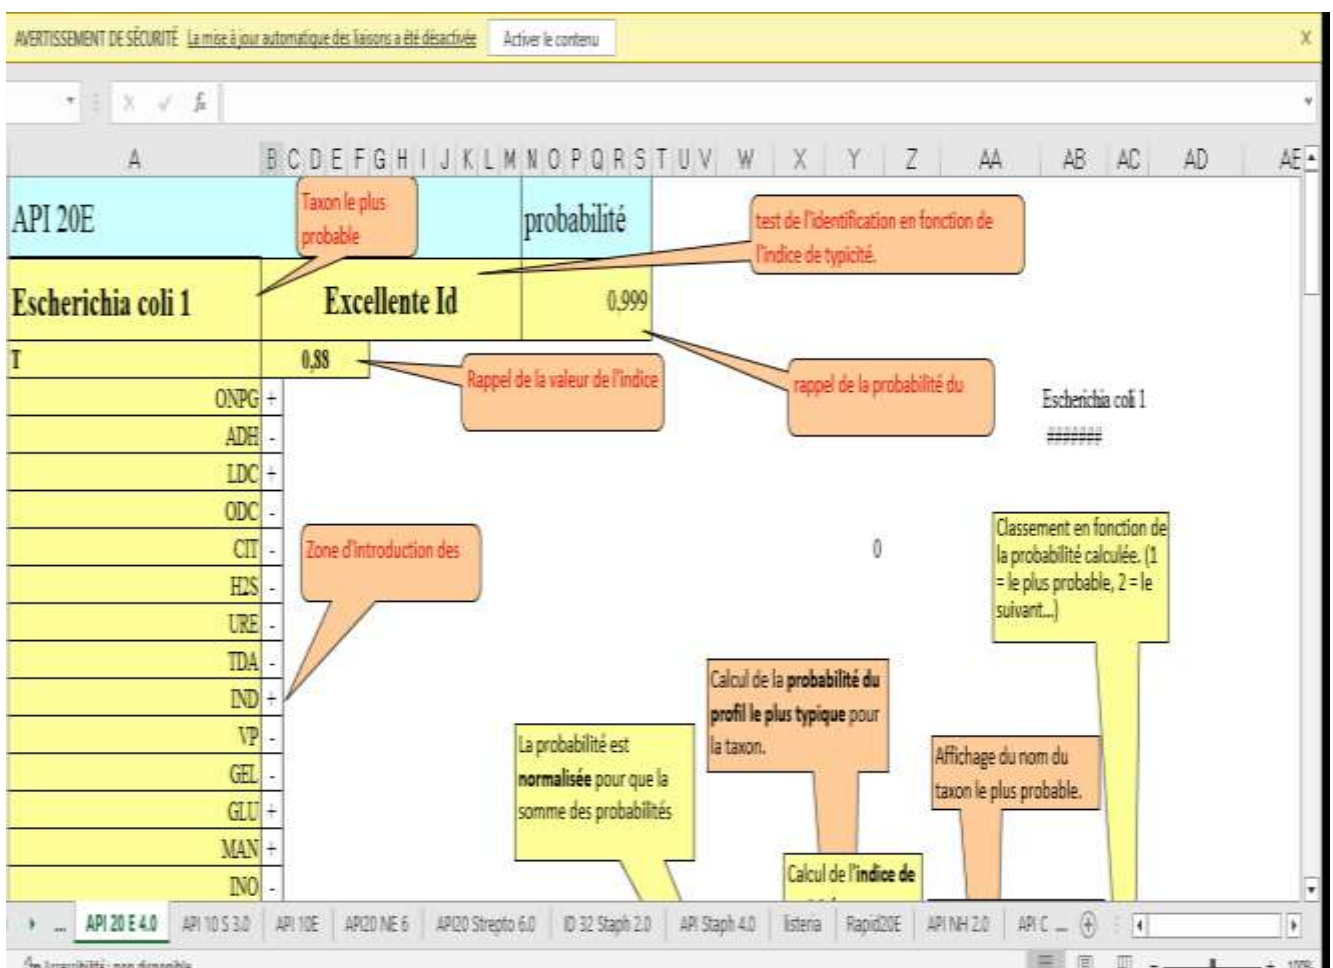 AVERTISSEMENT DE SÉCURITÉ La mise à jour automatique des liaisons a été désactivée Activer le contenu X
fx
A B C D E F G H I J K L M N O P Q R S T U V W X Y Z AA AB AC AD AE
API 20E
Taxon le plus
probable
probabilité
test de l'identification en fonction de
l'indice de typicité.
Escherichia coli 1 Excellente Id 0,999
T 0,88
Rappel de la valeur de l'indice
rappel de la probabilité du
Escherichia coli 1
#######
ONPG +
ADH -
LDC +
ODC -
CIT -
H2S -
URE -
TDA -
IND +
VP -
GEL -
GLU +
MAN +
INO -
Zone d'introduction des
0
Classement en fonction de
la probabilité calculée. (1
= le plus probable, 2 = le
suivant...)
Calcul de la probabilité du
profil le plus typique pour
la taxon.
La probabilité est
normalisée pour que la
somme des probabilités
Affichage du nom du
taxon le plus probable.
Calcul de l'indice de
... API 20 E 4.0 API 10 S 3.0 API 10E API20 NE 6 API20 Strepto 6.0 ID 32 Staph 2.0 API Staph 4.0 listeria Rapid20E API NH 2.0 API C ...
Accessibilité : non disponible
100%